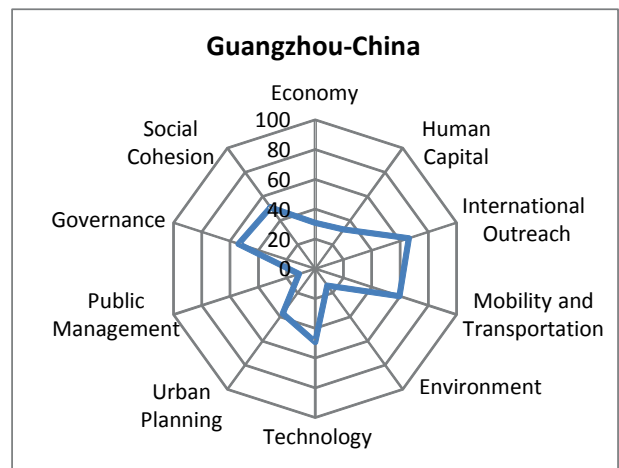 Guangzhou-China
Economy
Human
Capital
International
Outreach
Mobility and
Transportation
Environment
Technology
Urban
Planning
Public
Management
Governance
Social
Cohesion
100
80
60
40
20
0